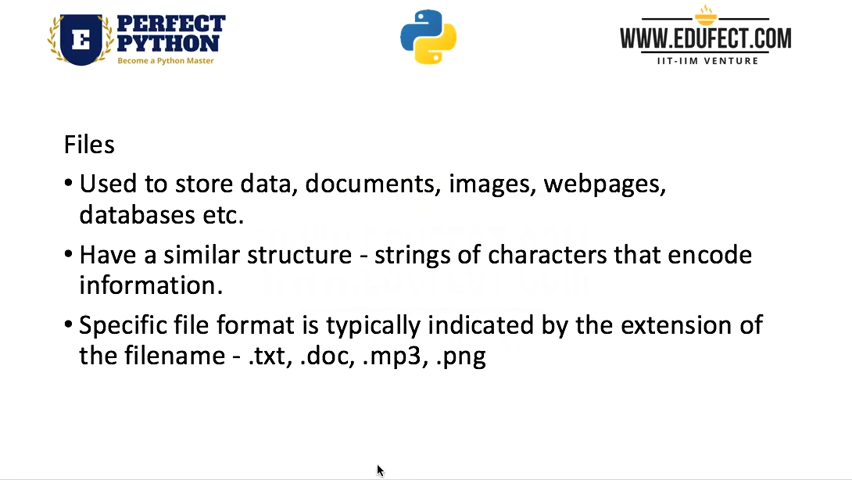 E
PERFECT
PYTHON
Become a Python Master
WWW.EDUFECT.COM
IIT-IIM VENTURE
Files
• Used to store data, documents, images, webpages,
databases etc.
• Have a similar structure - strings of characters that encode
information.
• Specific file format is typically indicated by the extension of
the filename - .txt, .doc, .mp3, .png